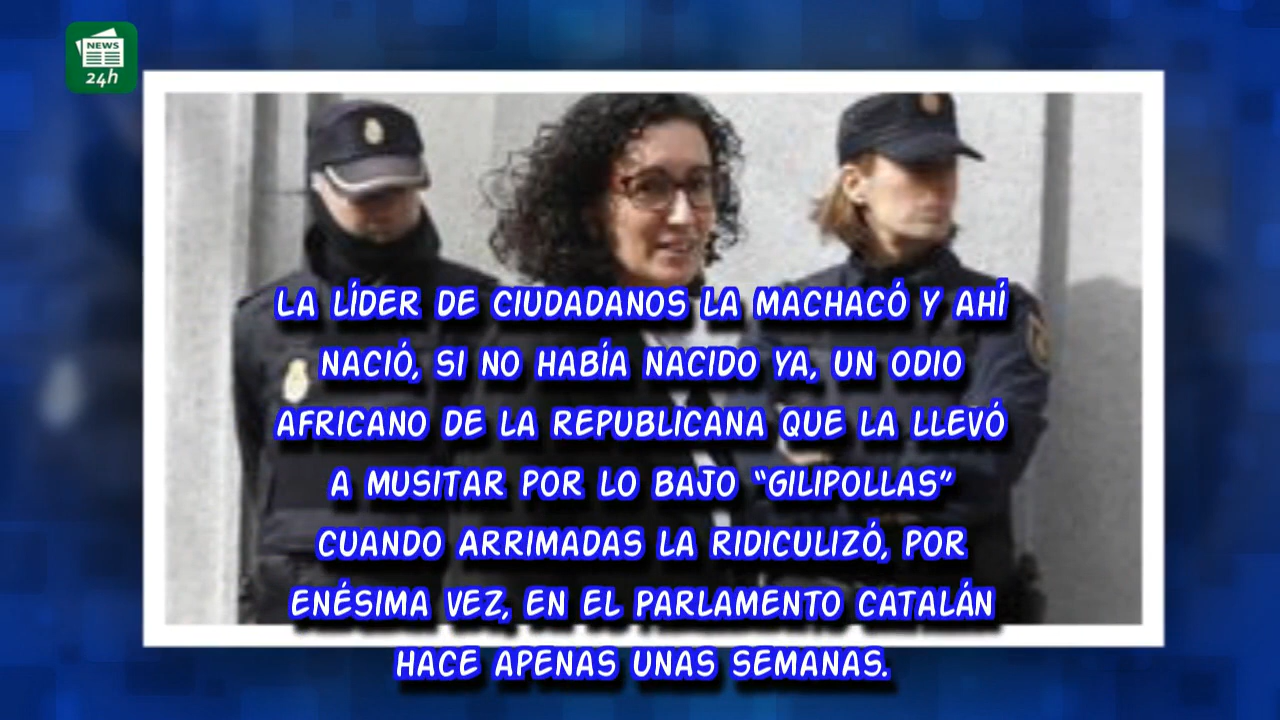 NEWS
24h
LA LÍDER DE CIUDADANOS LA MACHACÓ Y AHÍ
NACIÓ, SI NO HABÍA NACIDO YA, UN ODIO
AFRICANO DE LA REPUBLICANA QUE LA LLEVÓ
A MUSITAR POR LO BAJO “GILIPOLLAS”
CUANDO ARRIMADAS LA RIDICULIZÓ, POR
ENÉSIMA VEZ, EN EL PARLAMENTO CATALÁN
HACE APENAS UNAS SEMANAS.